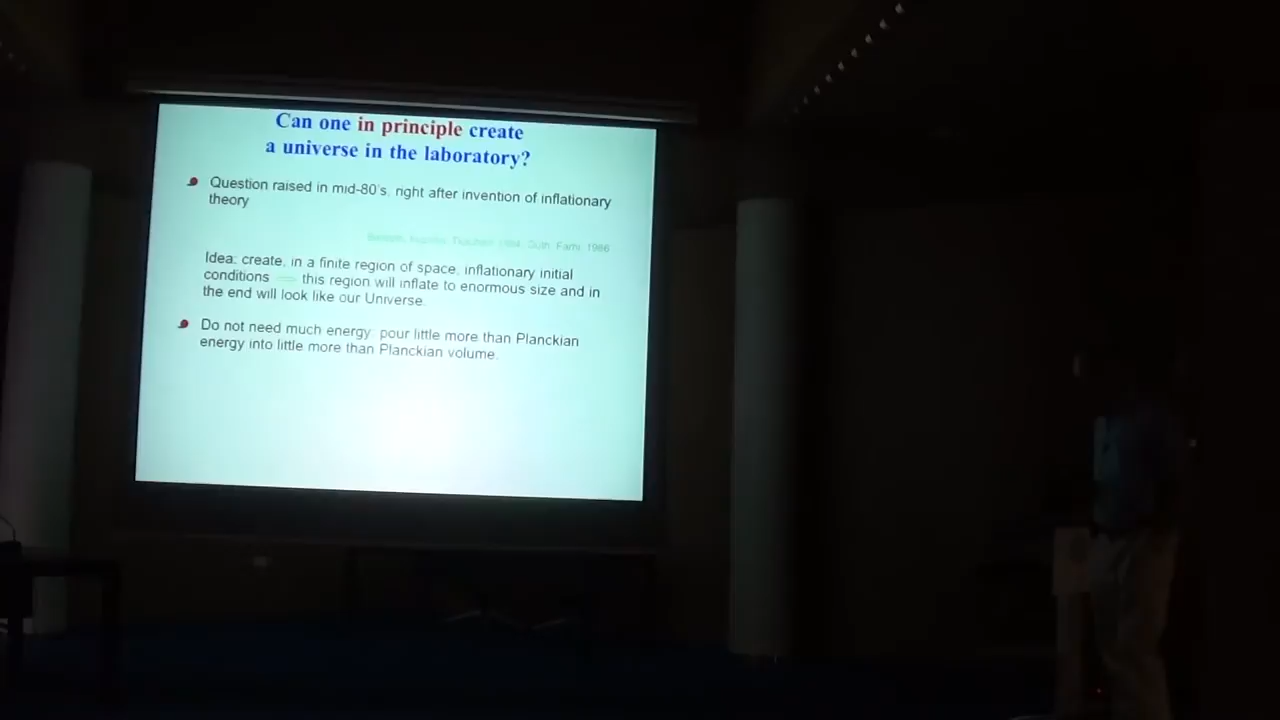 Can one in principle create
a universe in the laboratory?
Question raised in mid-80's, right after invention of inflationary
theory
Guth, Farhi, 1986
Idea: create, in a finite region of space, inflationary initial
conditions ⟹ this region will inflate to enormous size and in
the end will look like our Universe.
Do not need much energy: pour little more than Planckian
energy into little more than Planckian volume.